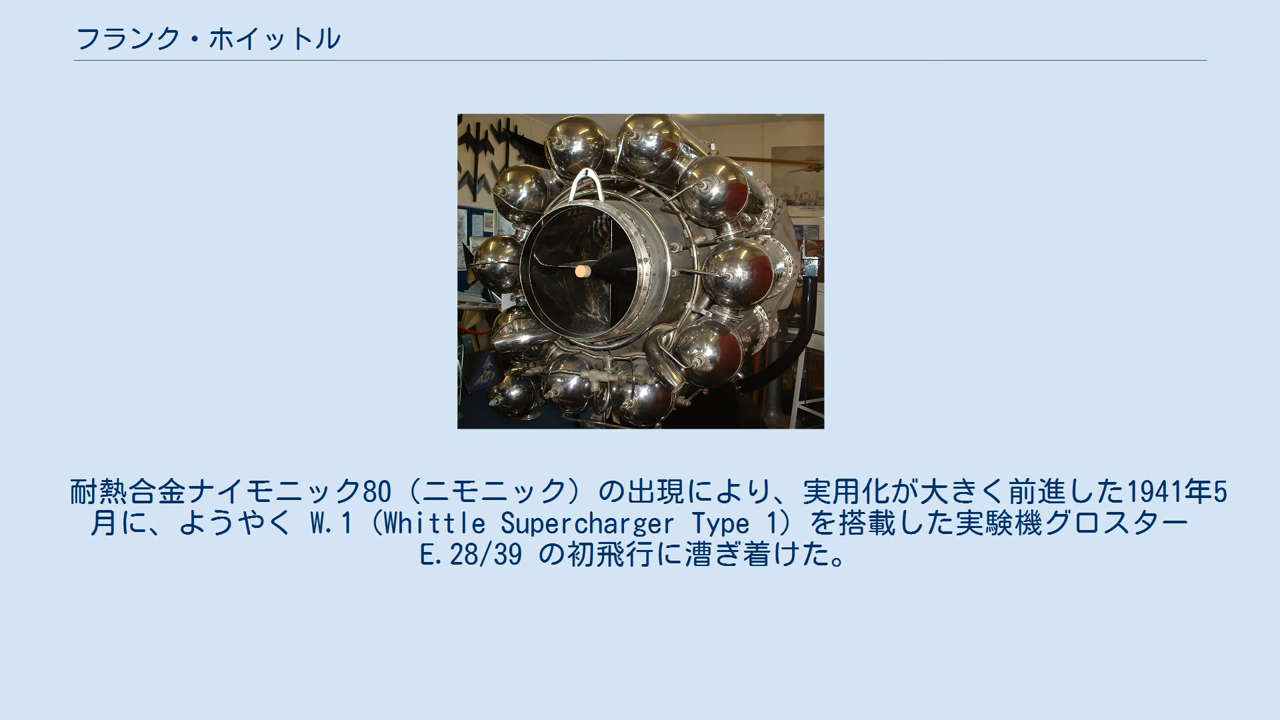 フランク・ホイットル
耐熱合金ナイモニック80（ニモニック）の出現により、実用化が大きく前進した1941年5
月に、ようやく W.1（Whittle Supercharger Type 1）を搭載した実験機グロスター
E.28/39 の初飛行に漕ぎ着けた。